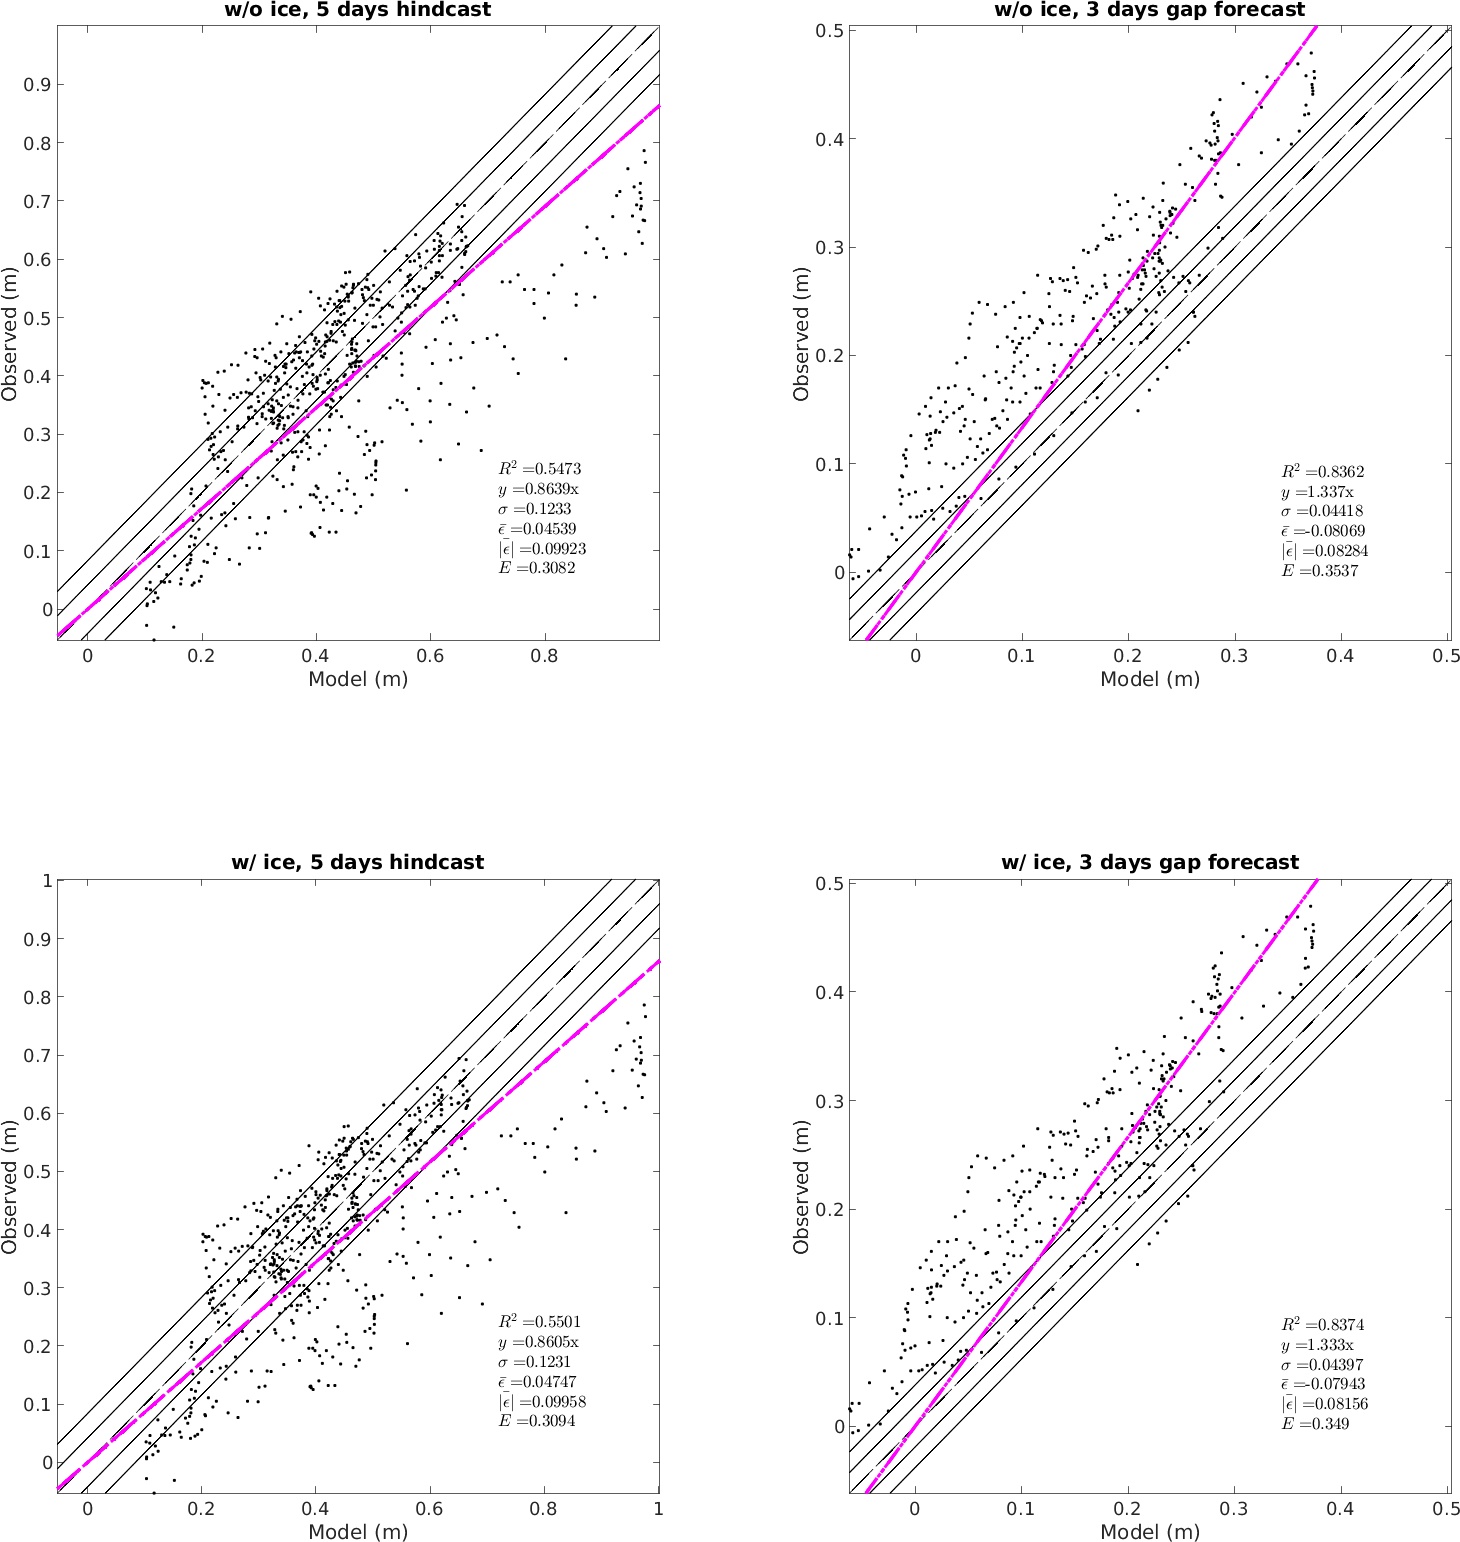 w/o ice, 5 days hindcast
0.9
0.8
0.7
0.6
0.5
0.4
0.3
0.2
0.1
0
Observed (m)
R² =0.5473
y =0.8639x
σ =0.1233
ϵ̄ =0.04539
|ϵ̄| =0.09923
E =0.3082
0 0.2 0.4 0.6 0.8
Model (m)
w/o ice, 3 days gap forecast
0.5
0.4
0.3
0.2
0.1
0
Observed (m)
R² =0.8362
y =1.337x
σ =0.04418
ϵ̄ =-0.08069
|ϵ̄| =0.08284
E =0.3537
0 0.1 0.2 0.3 0.4 0.5
Model (m)
w/ ice, 5 days hindcast
1
0.9
0.8
0.7
0.6
0.5
0.4
0.3
0.2
0.1
0
Observed (m)
R² =0.5501
y =0.8605x
σ =0.1231
ϵ̄ =0.04747
|ϵ̄| =0.09958
E =0.3094
0 0.2 0.4 0.6 0.8 1
Model (m)
w/ ice, 3 days gap forecast
0.5
0.4
0.3
0.2
0.1
0
Observed (m)
R² =0.8374
y =1.333x
σ =0.04397
ϵ̄ =-0.07943
|ϵ̄| =0.08156
E =0.349
0 0.1 0.2 0.3 0.4 0.5
Model (m)